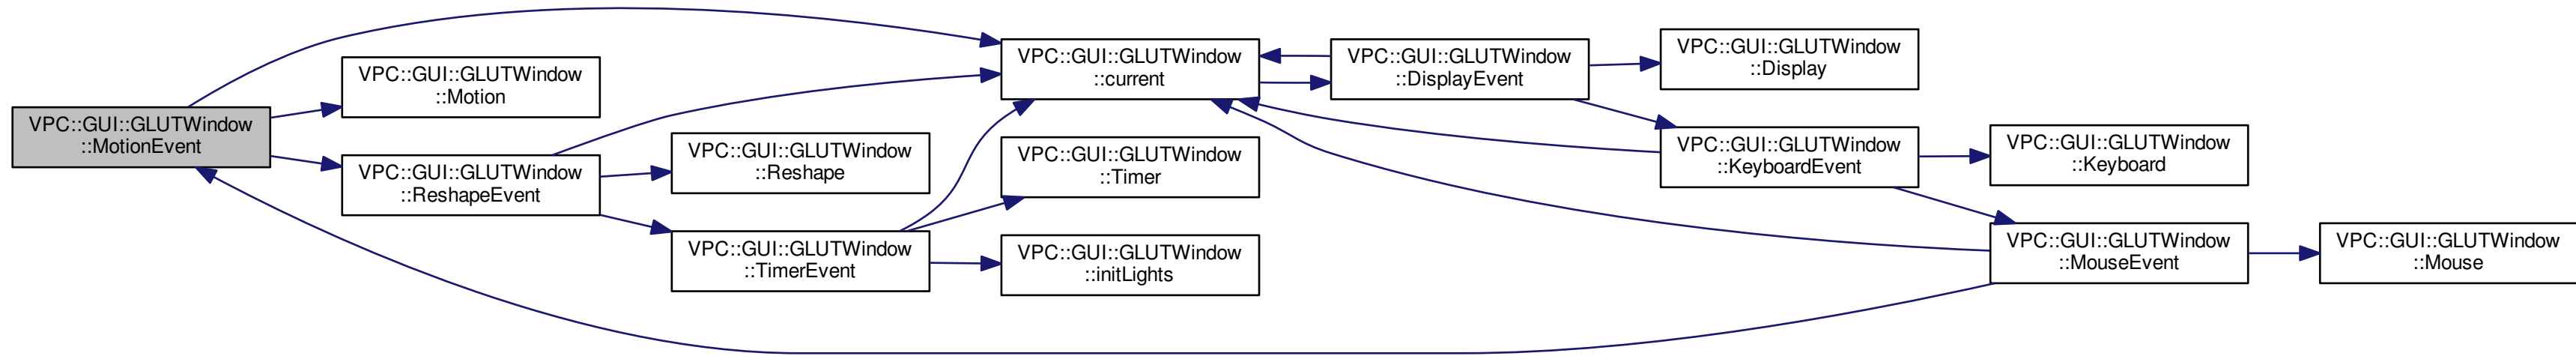 VPC::GUI::GLUTWindow
::MotionEvent
VPC::GUI::GLUTWindow
::Motion
VPC::GUI::GLUTWindow
::ReshapeEvent
VPC::GUI::GLUTWindow
::Reshape
VPC::GUI::GLUTWindow
::TimerEvent
VPC::GUI::GLUTWindow
::current
VPC::GUI::GLUTWindow
::Timer
VPC::GUI::GLUTWindow
::initLights
VPC::GUI::GLUTWindow
::DisplayEvent
VPC::GUI::GLUTWindow
::Display
VPC::GUI::GLUTWindow
::KeyboardEvent
VPC::GUI::GLUTWindow
::Keyboard
VPC::GUI::GLUTWindow
::MouseEvent
VPC::GUI::GLUTWindow
::Mouse